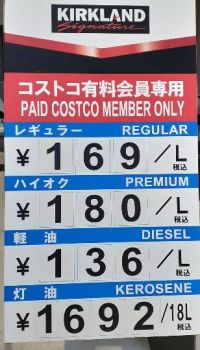 KIRKLAND
Signature
コストコ有料会員専用
PAID COSTCO MEMBER ONLY
レギュラー REGULAR
¥169/L 税込
ハイオク PREMIUM
¥180/L 税込
軽油 DIESEL
¥136/L 税込
灯油 KEROSENE
¥1692/18L 税込